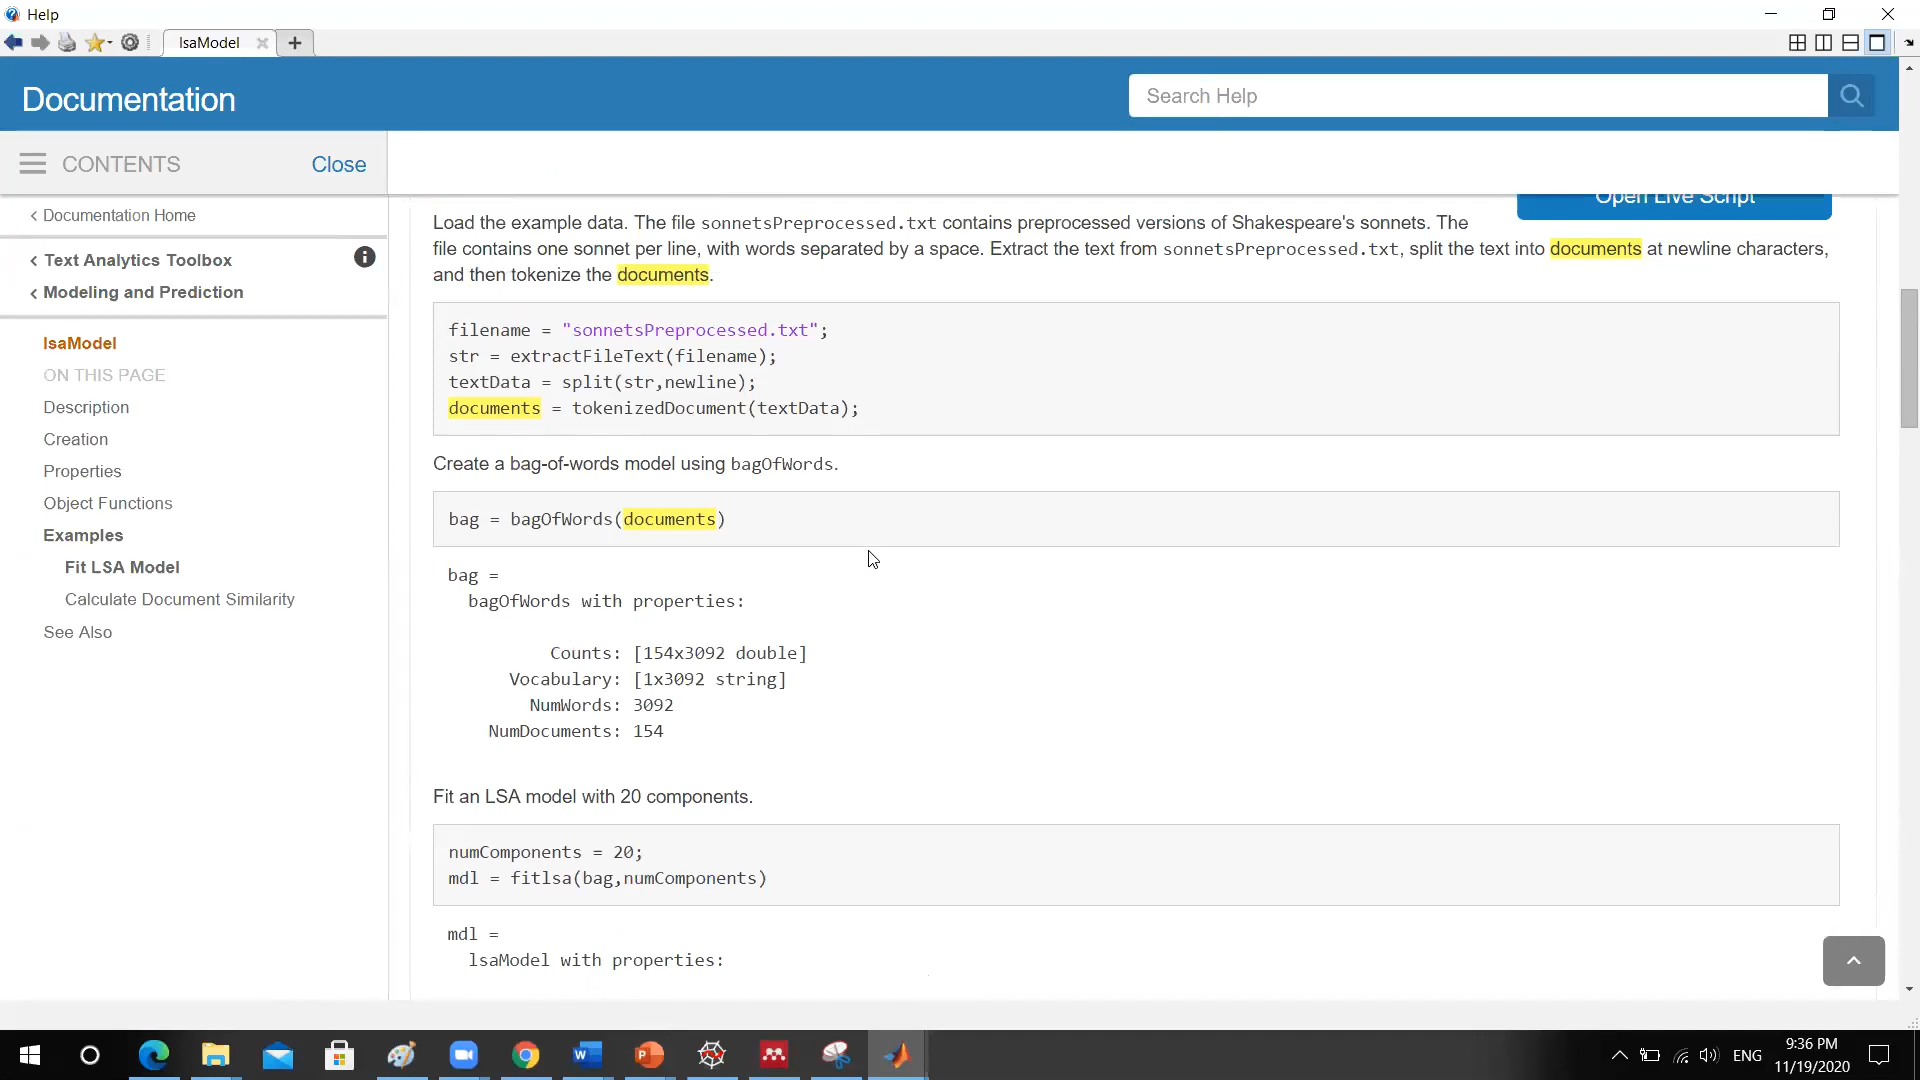 Help
lsaModel
Documentation
Search Help
CONTENTS
Close
Documentation Home
Text Analytics Toolbox
Modeling and Prediction
lsaModel
ON THIS PAGE
Description
Creation
Properties
Object Functions
Examples
Fit LSA Model
Calculate Document Similarity
See Also
Open Live Script
Load the example data. The file sonnetsPreprocessed.txt contains preprocessed versions of Shakespeare's sonnets. The
file contains one sonnet per line, with words separated by a space. Extract the text from sonnetsPreprocessed.txt, split the text into documents at newline characters,
and then tokenize the documents.
filename = "sonnetsPreprocessed.txt";
str = extractFileText(filename);
textData = split(str,newline);
documents = tokenizedDocument(textData);
Create a bag-of-words model using bagOfWords.
bag = bagOfWords(documents)
bag =
bagOfWords with properties:
Counts: [154x3092 double]
Vocabulary: [1x3092 string]
NumWords: 3092
NumDocuments: 154
Fit an LSA model with 20 components.
numComponents = 20;
mdl = fitlsa(bag,numComponents)
mdl =
lsaModel with properties:
ENG
9:36 PM
11/19/2020